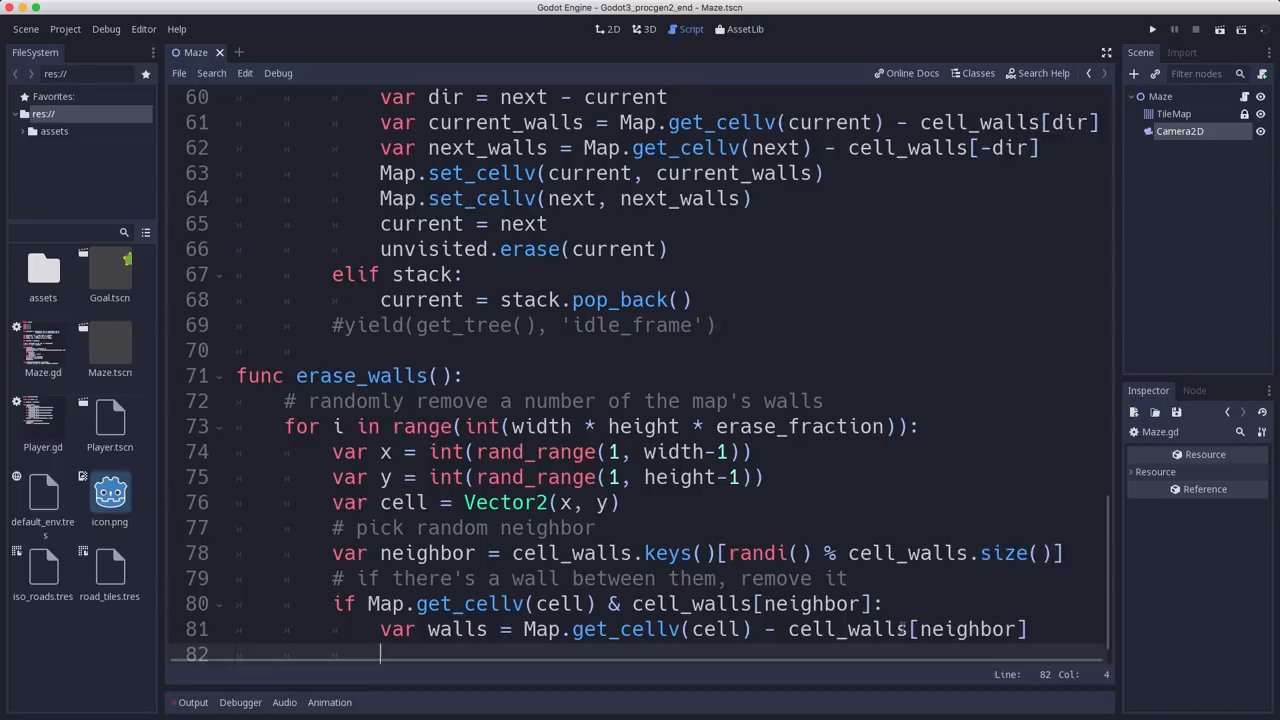 Godot Engine - Godot3_procgen2_end - Maze.tscn
Scene Project Debug Editor Help
2D 3D Script AssetLib
FileSystem
res://
Favorites:
res://
assets
assets
Goal.tscn
Maze.gd
Maze.tscn
Player.gd
Player.tscn
default_env.tre
s
icon.png
iso_roads.tres
road_tiles.tres
Maze
File Search Edit Debug
Online Docs Classes Search Help
60 var dir = next - current
61 var current_walls = Map.get_cellv(current) - cell_walls[dir]
62 var next_walls = Map.get_cellv(next) - cell_walls[-dir]
63 Map.set_cellv(current, current_walls)
64 Map.set_cellv(next, next_walls)
65 current = next
66 unvisited.erase(current)
67 elif stack:
68 current = stack.pop_back()
69 #yield(get_tree(), 'idle_frame')
70
71 func erase_walls():
72 # randomly remove a number of the map's walls
73 for i in range(int(width * height * erase_fraction)):
74 var x = int(rand_range(1, width-1))
75 var y = int(rand_range(1, height-1))
76 var cell = Vector2(x, y)
77 # pick random neighbor
78 var neighbor = cell_walls.keys()[randi() % cell_walls.size()]
79 # if there's a wall between them, remove it
80 if Map.get_cellv(cell) & cell_walls[neighbor]:
81 var walls = Map.get_cellv(cell) - cell_walls[neighbor]
82
Line: 82 Col: 4
Output Debugger Audio Animation
Scene Import
Filter nodes
Maze
TileMap
Camera2D
Inspector Node
Maze.gd
Resource
Resource
Reference